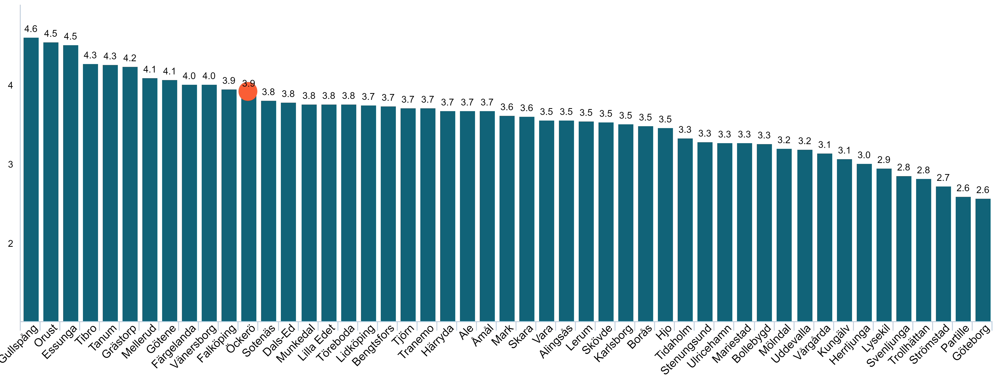 4.6 4.5 4.5 4.3 4.3 4.2 4.1 4.1 4.0 4.0 3.9 3.9 3.8 3.8 3.8 3.8 3.8 3.7 3.7 3.7 3.7 3.7 3.7 3.7 3.6 3.6 3.5 3.5 3.5 3.5 3.5 3.5 3.5 3.3 3.3 3.3 3.3 3.3 3.2 3.2 3.1 3.1 3.0 2.9 2.8 2.8 2.7 2.6 2.6
4
3
2
Gullspång
Orust
Essunga
Tibro
Tanum
Grästorp
Mellerud
Götene
Färgelanda
Vänersborg
Falköping
Öckerö
Sotenäs
Dals-Ed
Munkedal
Lilla Edet
Töreboda
Lidköping
Bengtsfors
Tjörn
Tranemo
Härryda
Ale
Åmål
Mark
Skara
Vara
Alingsås
Lerum
Skövde
Karlsborg
Borås
Hjo
Tidaholm
Stenungsund
Ulricehamn
Mariestad
Bollebygd
Mölndal
Uddevalla
Vårgårda
Kungälv
Herrljunga
Lysekil
Svenljunga
Trollhättan
Strömstad
Partille
Göteborg